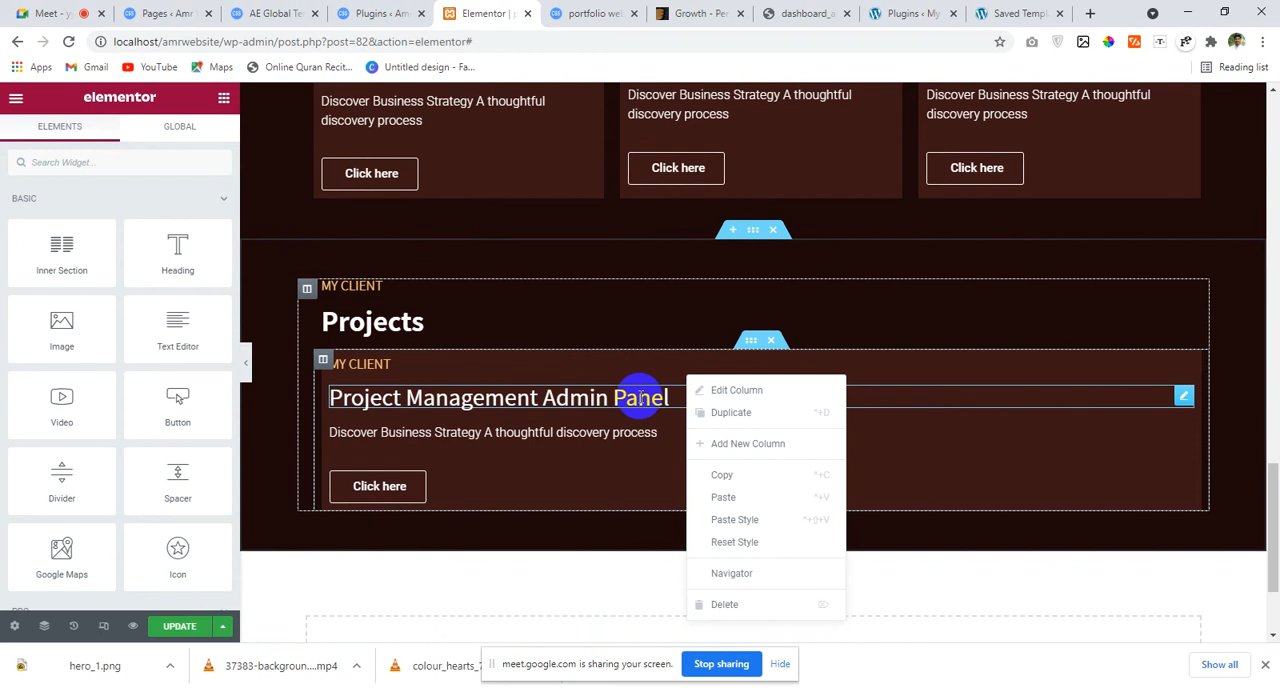 Meet - y
Pages ‹ Amr
AE Global Te
Plugins ‹ Am
Elementor | p
portfolio web
Growth - Per
dashboard_a
Plugins ‹ My
Saved Templ
localhost/amrwebsite/wp-admin/post.php?post=82&action=elementor#
Apps
Gmail
YouTube
Maps
Online Quran Recit...
Untitled design - Fa...
Reading list
elementor
ELEMENTS
GLOBAL
Search Widget...
BASIC
Inner Section
Heading
Image
Text Editor
Video
Button
Divider
Spacer
Google Maps
Icon
UPDATE
Discover Business Strategy A thoughtful
discovery process
Click here
Discover Business Strategy A thoughtful
discovery process
Click here
Discover Business Strategy A thoughtful
discovery process
Click here
MY CLIENT
Projects
MY CLIENT
Project Management Admin Panel
Discover Business Strategy A thoughtful discovery process
Click here
Edit Column
Duplicate ^+D
Add New Column
Copy ^+C
Paste ^+V
Paste Style ^+⇧+V
Reset Style
Navigator
Delete ⌦
hero_1.png
37383-backgroun....mp4
colour_hearts_7
meet.google.com is sharing your screen.
Stop sharing
Hide
Show all